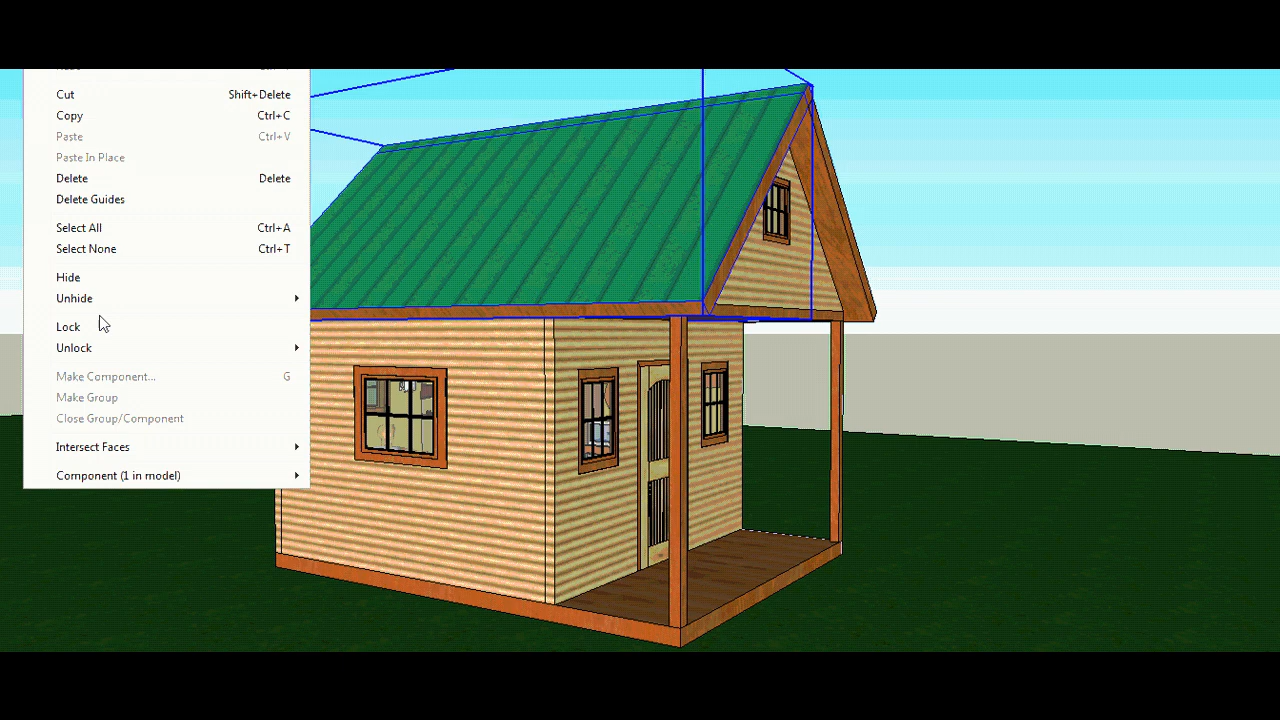 Cut Shift+Delete
Copy Ctrl+C
Paste Ctrl+V
Paste In Place
Delete Delete
Delete Guides
Select All Ctrl+A
Select None Ctrl+T
Hide
Unhide
Lock
Unlock
Make Component... G
Make Group
Close Group/Component
Intersect Faces
Component (1 in model)